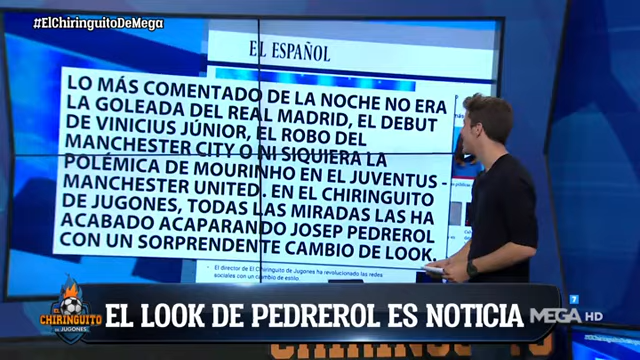 #ElChiringuitoDeMega
EL ESPAÑOL
LO MÁS COMENTADO DE LA NOCHE NO ERA
LA GOLEADA DEL REAL MADRID, EL DEBUT
DE VINICIUS JÚNIOR, EL ROBO DEL
MANCHESTER CITY O NI SIQUIERA LA
POLÉMICA DE MOURINHO EN EL JUVENTUS -
MANCHESTER UNITED. EN EL CHIRINGUITO
DE JUGONES, TODAS LAS MIRADAS LAS HA
ACABADO ACAPARANDO JOSEP PEDREROL
CON UN SORPRENDENTE CAMBIO DE LOOK.
El director de El Chiringuito de Jugones ha revolucionado las redes
sociales con un cambio de estilo.
EL CHIRINGUITO
DE JUGONES
EL LOOK DE PEDREROL ES NOTICIA
7
MEGA HD